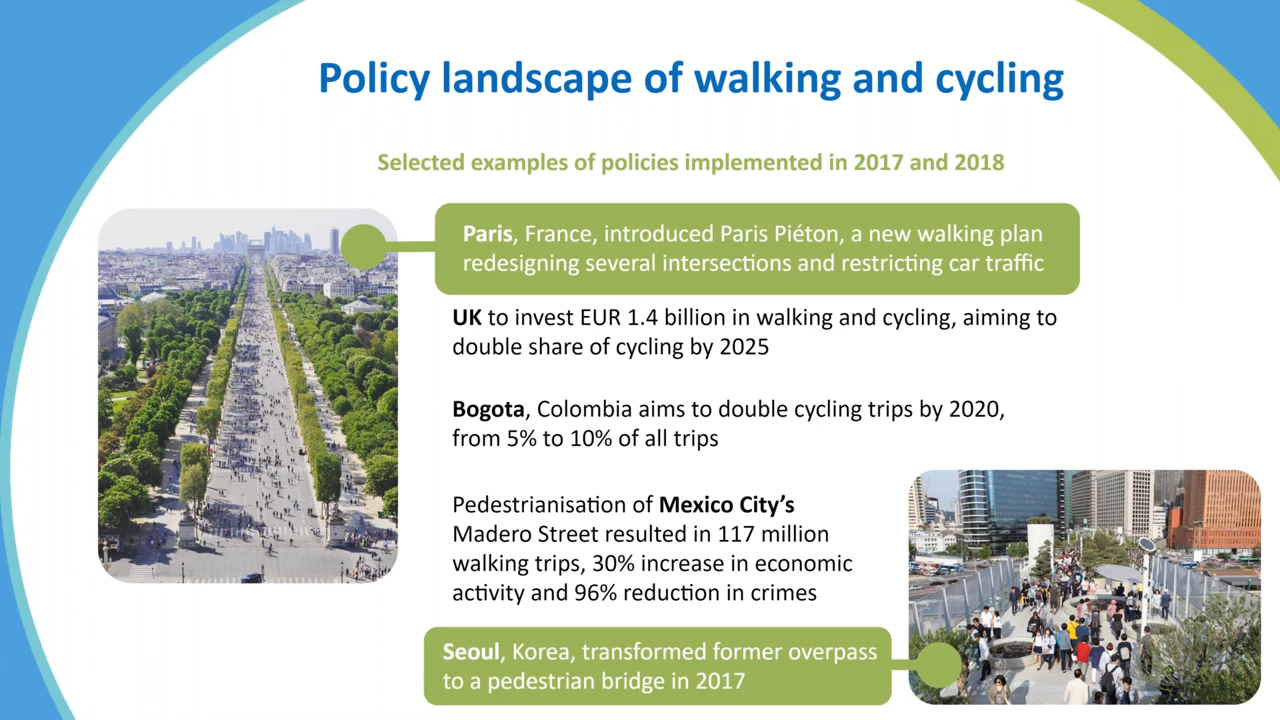 Policy landscape of walking and cycling
Selected examples of policies implemented in 2017 and 2018
Paris, France, introduced Paris Piéton, a new walking plan
redesigning several intersections and restricting car traffic
UK to invest EUR 1.4 billion in walking and cycling, aiming to
double share of cycling by 2025
Bogota, Colombia aims to double cycling trips by 2020,
from 5% to 10% of all trips
Pedestrianisation of Mexico City’s
Madero Street resulted in 117 million
walking trips, 30% increase in economic
activity and 96% reduction in crimes
Seoul, Korea, transformed former overpass
to a pedestrian bridge in 2017